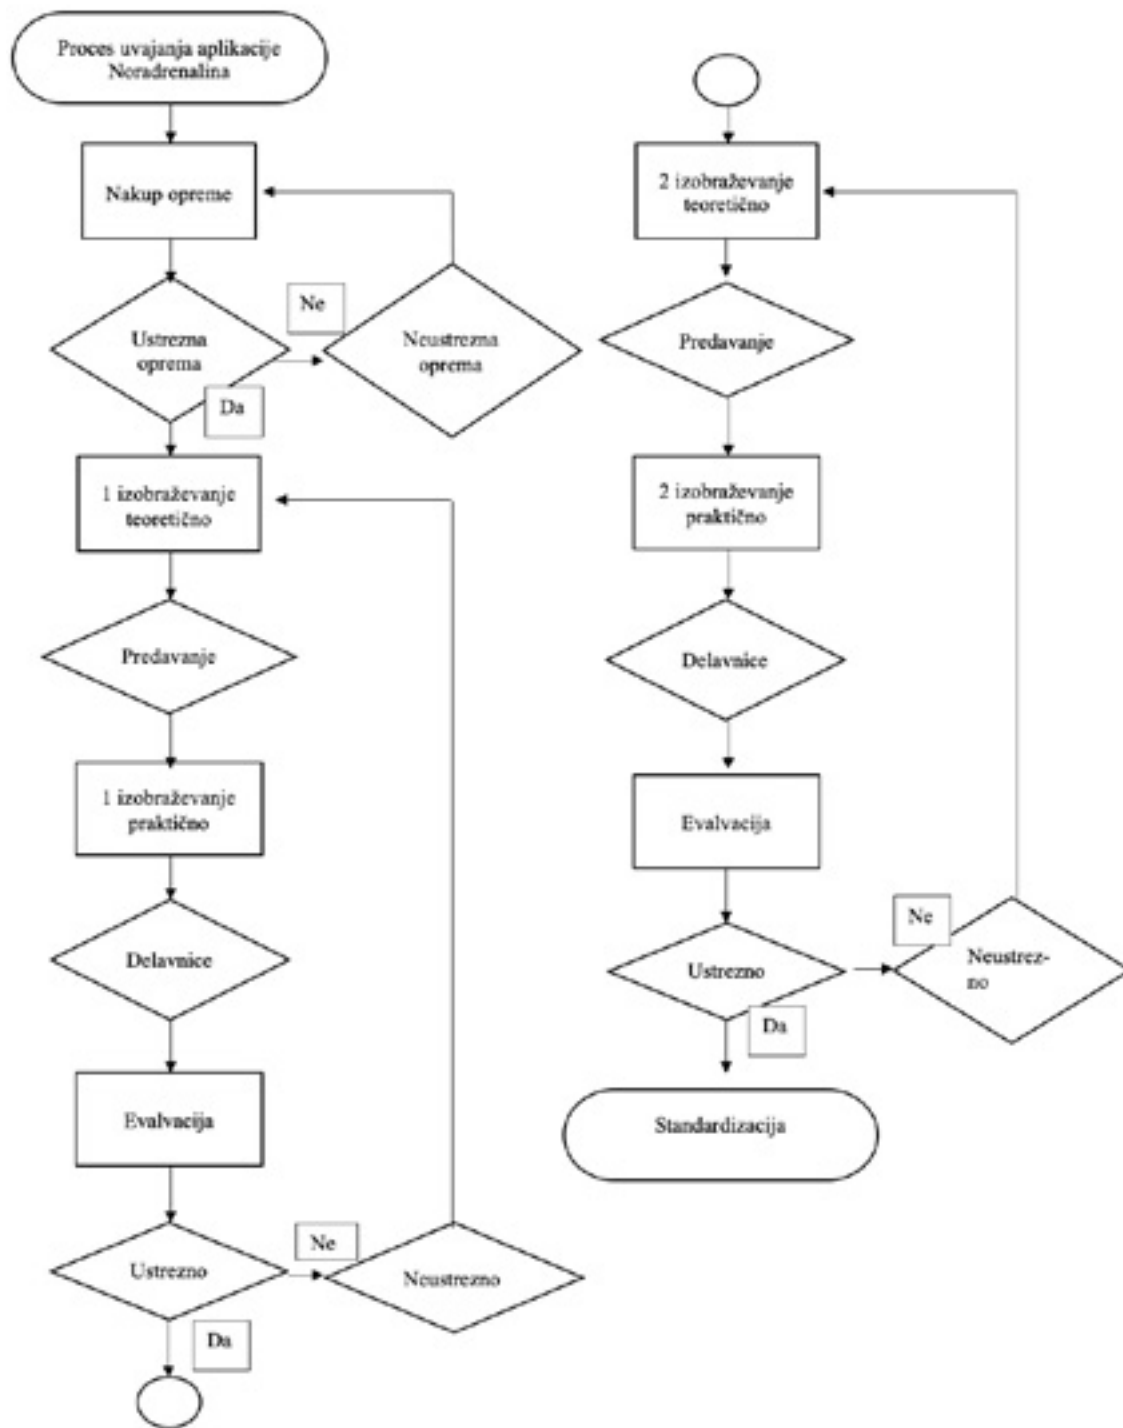 Proces uvajanja aplikacije
Noradrenalina
Nakup opreme
Ustrezna
oprema
Ne
Neustrezna
oprema
Da
1 izobraževanje
teoretično
Predavanje
1 izobraževanje
praktično
Delavnice
Evalvacija
Ustrezno
Ne
Neustrezno
Da
2 izobraževanje
teoretično
Predavanje
2 izobraževanje
praktično
Delavnice
Evalvacija
Ustrezno
Ne
Neustrez-
no
Da
Standardizacija